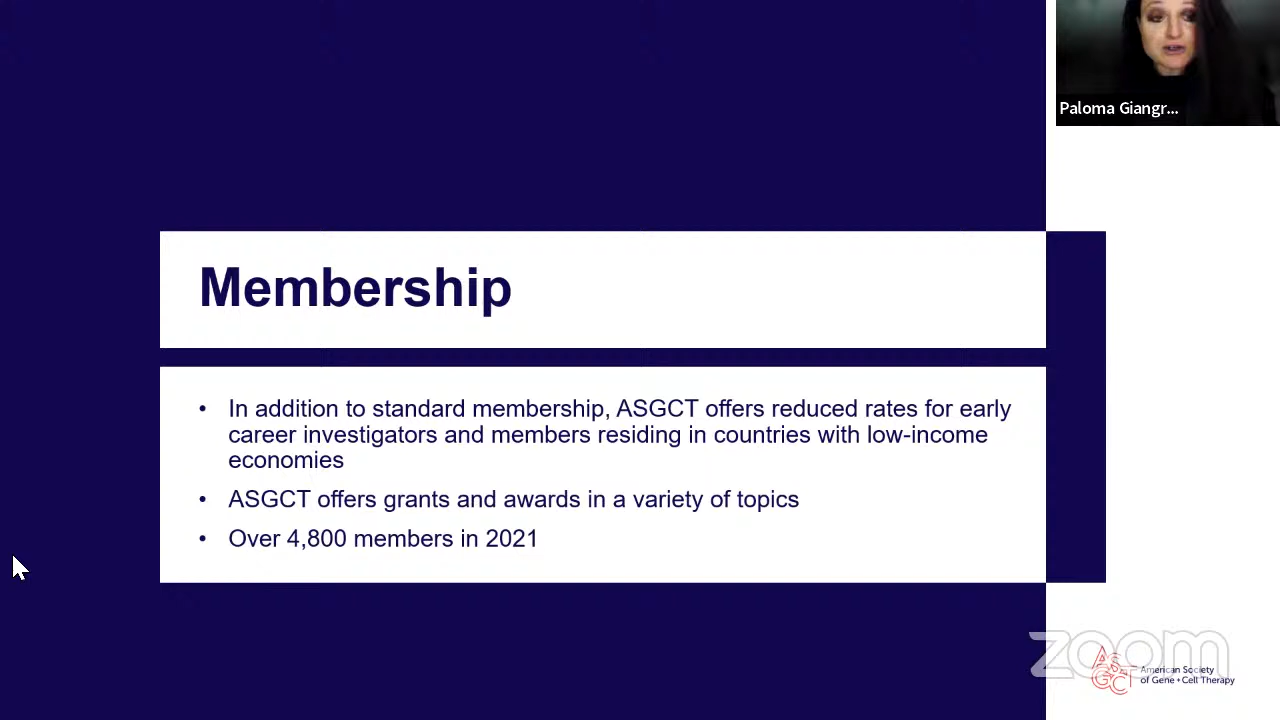 Paloma Giangr...
Membership
• In addition to standard membership, ASGCT offers reduced rates for early
career investigators and members residing in countries with low-income
economies
• ASGCT offers grants and awards in a variety of topics
• Over 4,800 members in 2021
zoom
ASGCT
American Society
of Gene + Cell Therapy